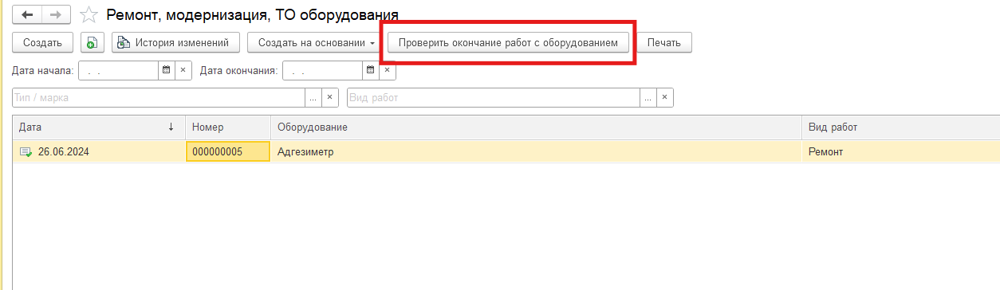 Ремонт, модернизация, ТО оборудования
Создать История изменений Создать на основании Проверить окончание работ с оборудованием Печать
Дата начала: . . Дата окончания: . .
Тип / марка ... × Вид работ ... ×
Дата ↓ Номер Оборудование Вид работ
26.06.2024 000000005 Адгезиметр Ремонт